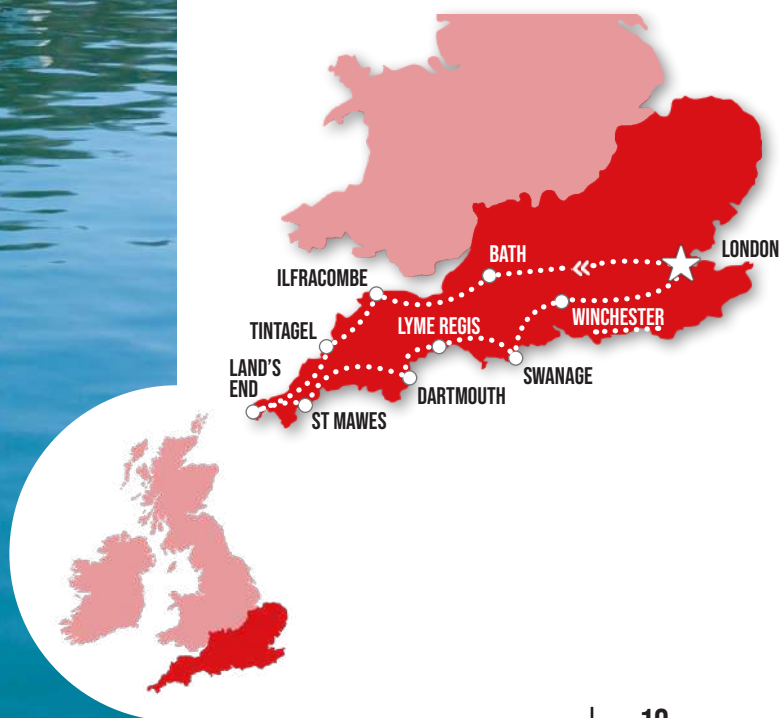 BATH
LONDON
ILFRACOMBE
WINCHESTER
TINTAGEL
LYME REGIS
LAND'S
END
SWANAGE
DARTMOUTH
ST MAWES